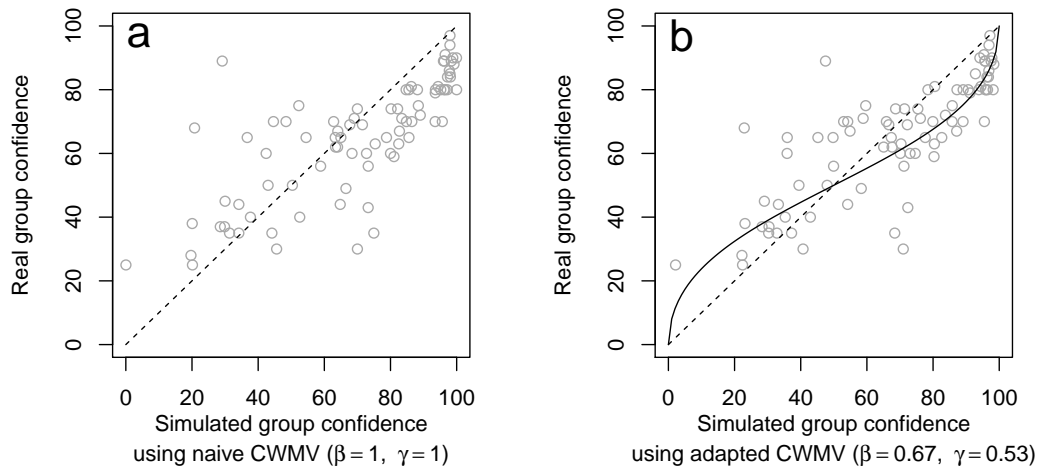 a
Real group confidence
0 20 40 60 80 100
0 20 40 60 80 100
Simulated group confidence
using naive CWMV (β = 1, γ = 1)
b
Real group confidence
0 20 40 60 80 100
0 20 40 60 80 100
Simulated group confidence
using adapted CWMV (β = 0.67, γ = 0.53)